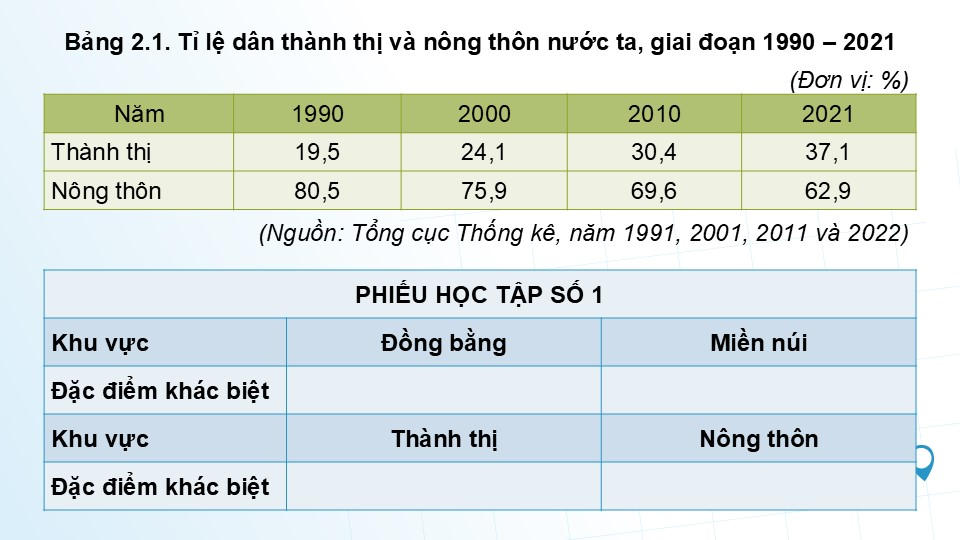 Bảng 2.1. Tỉ lệ dân thành thị và nông thôn nước ta, giai đoạn 1990 – 2021
(Đơn vị: %)
Năm 1990 2000 2010 2021
Thành thị 19,5 24,1 30,4 37,1
Nông thôn 80,5 75,9 69,6 62,9
(Nguồn: Tổng cục Thống kê, năm 1991, 2001, 2011 và 2022)
PHIẾU HỌC TẬP SỐ 1
Khu vực Đồng bằng Miền núi
Đặc điểm khác biệt
Khu vực Thành thị Nông thôn
Đặc điểm khác biệt